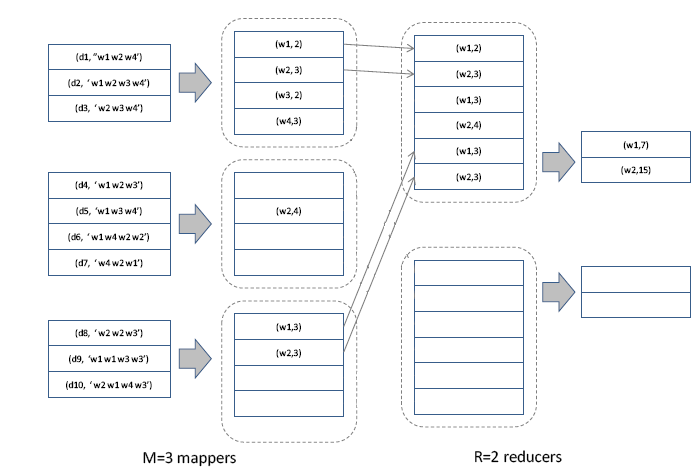 (d1, ‘’w1 w2 w4’)
(d2, ‘ w1 w2 w3 w4’)
(d3, ‘ w2 w3 w4’)
(w1, 2)
(w2, 3)
(w3, 2)
(w4,3)
(w1,2)
(w2,3)
(w1,3)
(w2,4)
(w1,3)
(w2,3)
(w1,7)
(w2,15)
(d4, ‘ w1 w2 w3’)
(d5, ‘w1 w3 w4’)
(d6, ‘ w1 w4 w2 w2’)
(d7, ‘ w4 w2 w1’)
(w2,4)
(d8, ‘ w2 w2 w3’)
(d9, ‘w1 w1 w3 w3’)
(d10, ‘ w2 w1 w4 w3’)
(w1,3)
(w2,3)
M=3 mappers
R=2 reducers